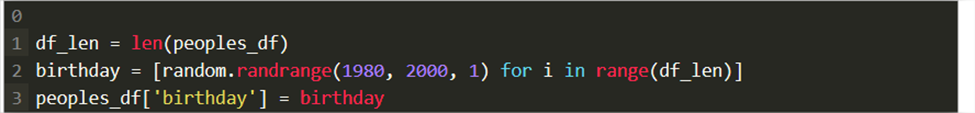 0
1 df_len = len(peoples_df)
2 birthday = [random.randrange(1980, 2000, 1) for i in range(df_len)]
3 peoples_df['birthday'] = birthday